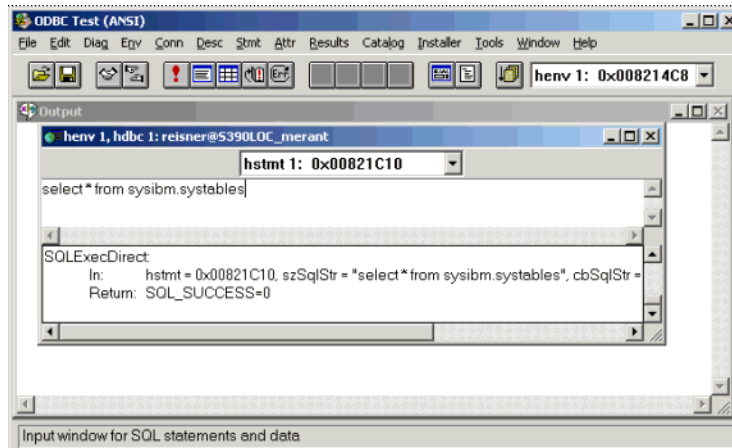 ODBC Test (ANSI)
File Edit Diag Env Conn Desc Stmt Attr Results Catalog Installer Tools Window Help
henv 1: 0x008214C8
Output
henv 1, hdbc 1: reisner@S390LOC_merant
hstmt 1: 0x00821C10
select * from sysibm.systables
SQLExecDirect:
In: hstmt = 0x00821C10, szSqlStr = "select * from sysibm.systables", cbSqlStr =
Return: SQL_SUCCESS=0
Input window for SQL statements and data